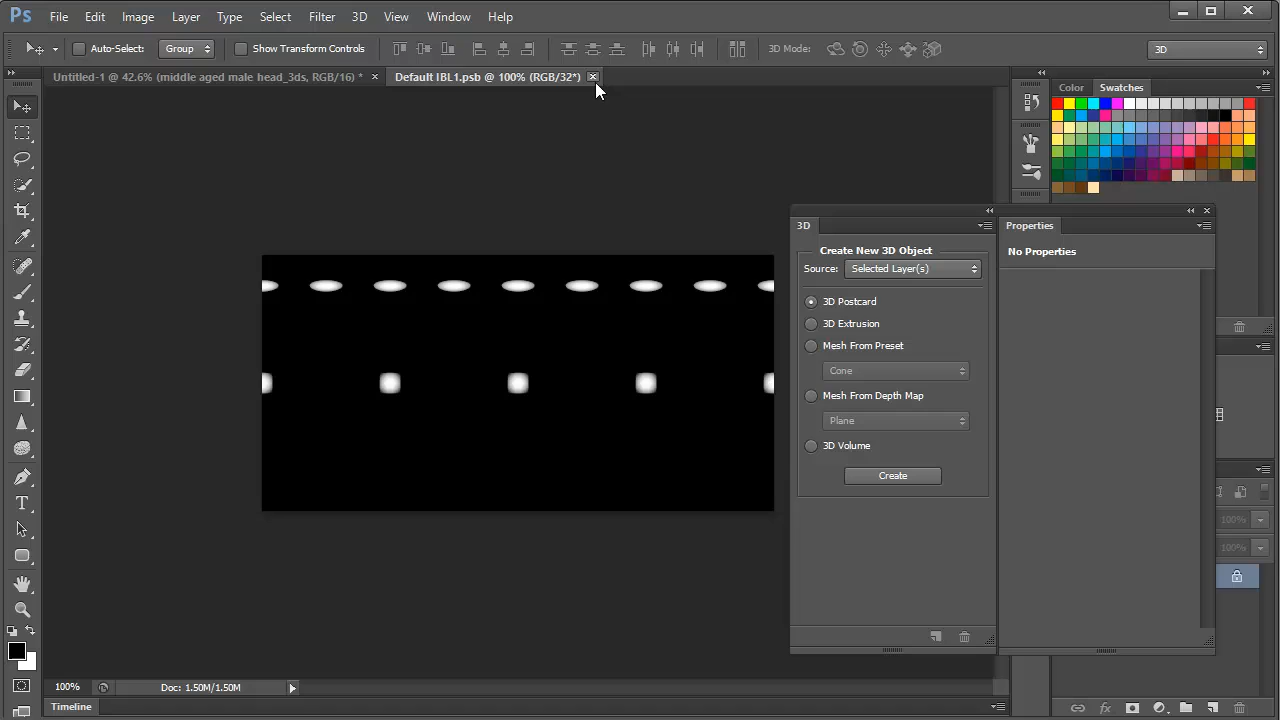 Ps File Edit Image Layer Type Select Filter 3D View Window Help
Auto-Select: Group Show Transform Controls 3D Mode: 3D
Untitled-1 @ 42.6% (middle aged male head_3ds, RGB/16) * × Default IBL1.psb @ 100% (RGB/32*) ×
Color Swatches
3D
Properties
Create New 3D Object
No Properties
Source: Selected Layer(s)
3D Postcard
3D Extrusion
Mesh From Preset
Cone
Mesh From Depth Map
Plane
3D Volume
Create
100%
100%
fx
100% Doc: 1.50M/1.50M
Timeline